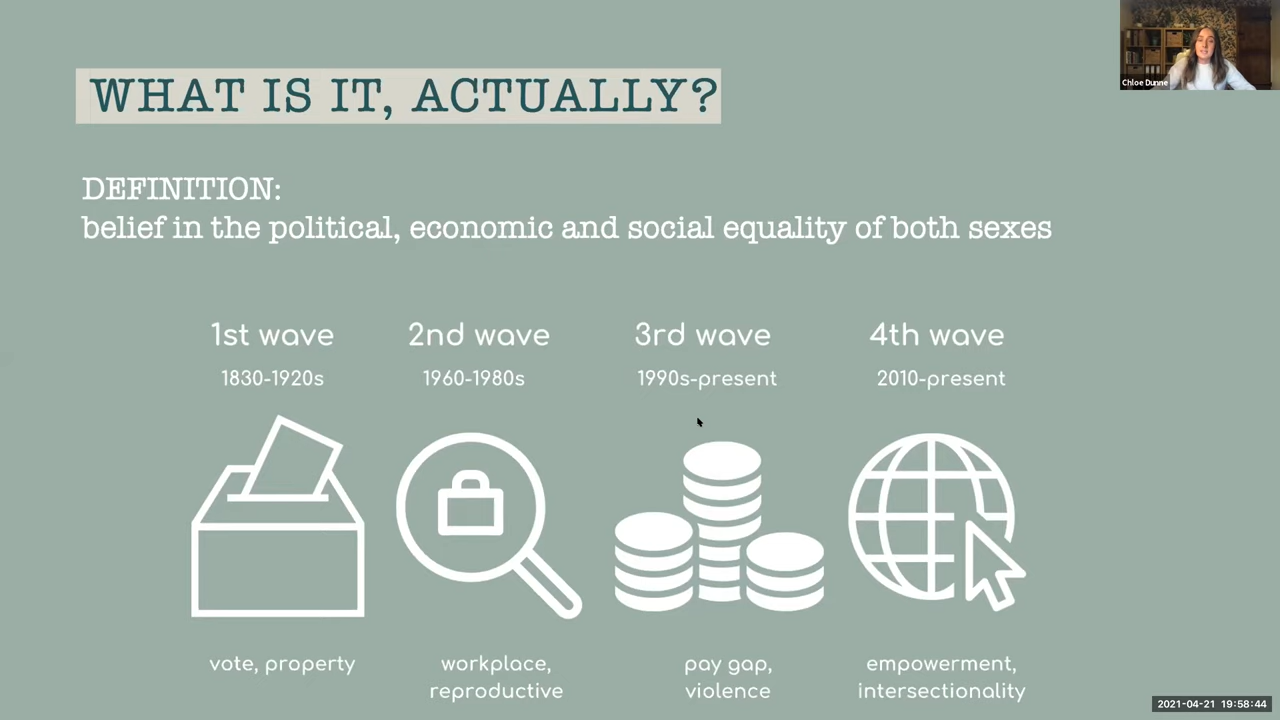 WHAT IS IT, ACTUALLY?
Chloe Dunne
DEFINITION:
belief in the political, economic and social equality of both sexes
1st wave
2nd wave
3rd wave
4th wave
1830-1920s
1960-1980s
1990s-present
2010-present
vote, property
workplace,
reproductive
pay gap,
violence
empowerment,
intersectionality
2021-04-21 19:58:44